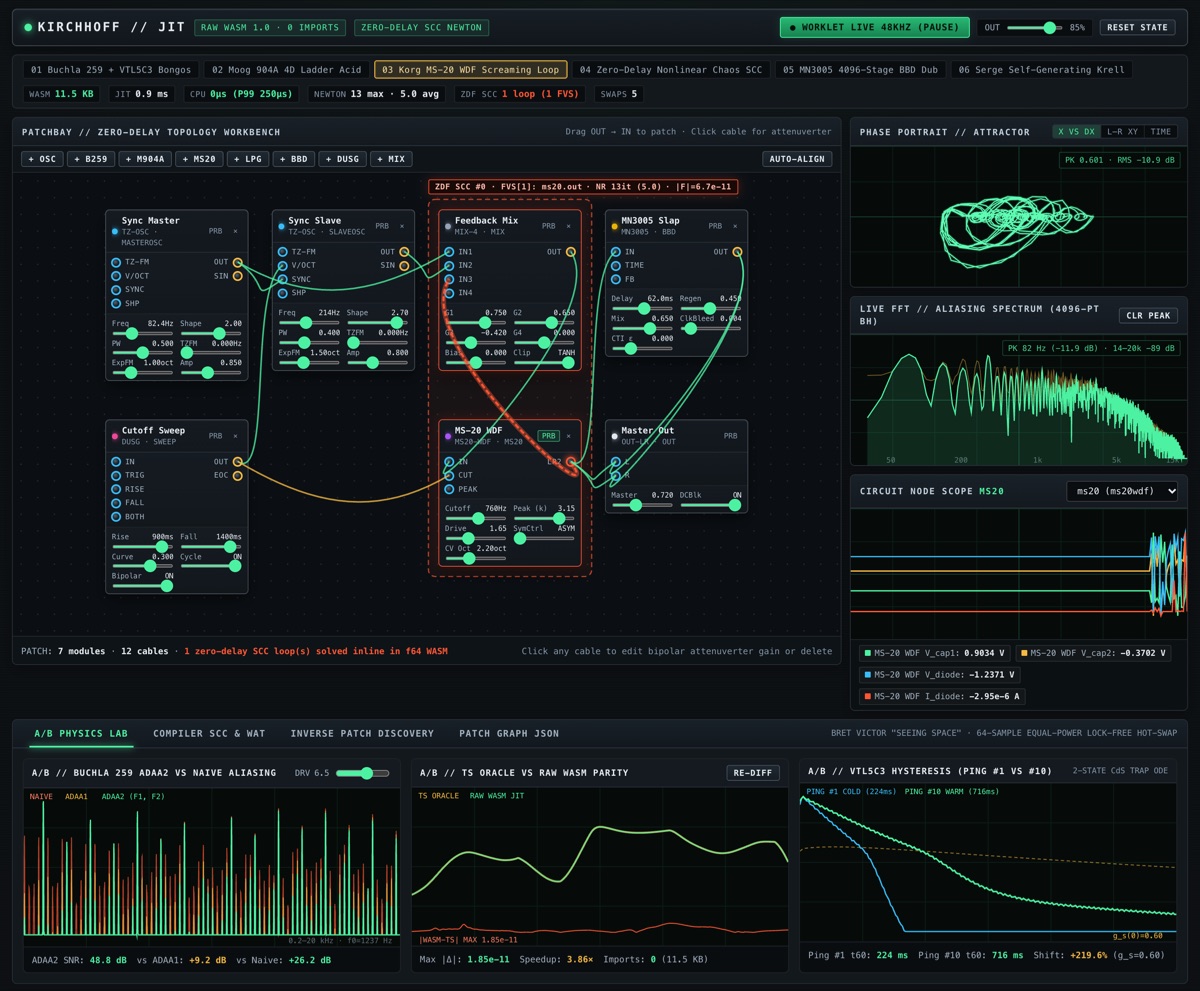 KIRCHHOFF // JIT
RAW WASM 1.0 · 0 IMPORTS
ZERO-DELAY SCC NEWTON
● WORKLET LIVE 48KHZ (PAUSE)
OUT 85%
RESET STATE
01 Buchla 259 + VTL5C3 Bongos
02 Moog 904A 4D Ladder Acid
03 Korg MS-20 WDF Screaming Loop
04 Zero-Delay Nonlinear Chaos SCC
05 MN3005 4096-Stage BBD Dub
06 Serge Self-Generating Krell
WASM 11.5 KB
JIT 0.9 ms
CPU 0µs (P99 250µs)
NEWTON 13 max · 5.0 avg
ZDF SCC 1 loop (1 FVS)
SWAPS 5
PATCHBAY // ZERO-DELAY TOPOLOGY WORKBENCH
Drag OUT → IN to patch · Click cable for attenuverter
+ OSC
+ B259
+ M904A
+ MS20
+ LPG
+ BBD
+ DUSG
+ MIX
AUTO-ALIGN
ZDF SCC #0 · FVS[1]: ms20.out · NR 13it (5.0) · |F|=6.7e-11
Sync Master
TZ-OSC ·
MASTEROSC
PRB ×
TZ-FM OUT
V/OCT SIN
SYNC
SHP
Freq 82.4Hz Shape 2.00
PW 0.500 TZFM 0.000Hz
ExpFM 1.00oct Amp 0.850
Sync Slave
TZ-OSC · SLAVEOSC
PRB ×
TZ-FM OUT
V/OCT SIN
SYNC
SHP
Freq 214Hz Shape 2.70
PW 0.400 TZFM 0.000Hz
ExpFM 1.50oct Amp 0.800
Feedback Mix
MIX-4 · MIX
PRB ×
IN1 OUT
IN2
IN3
IN4
G1 0.750 G2 0.650
0.420 G4 0.000
Bias 0.000 Clip TANH
MN3005 Slap
MN3005 · BBD
PRB ×
IN OUT
TIME
FB
Delay 62.0ms Regen 0.450
Mix 0.650 ClkBleed 0.004
CTI ε 0.000
Cutoff Sweep
DUSG · SWEEP
PRB ×
IN OUT
TRIG EOC
RISE
FALL
BOTH
Rise 900ms Fall 1400ms
Curve 0.300 Cycle ON
Bipolar ON
MS-20 WDF
MS20-WDF · MS20
PRB ×
IN LP2
CUT
PEAK
Cutoff 760Hz Peak (k) 3.15
Drive 1.65 SymCtrl ASYM
CV Oct 2.20oct
Master Out
OUT-LR OUT
PRB
L
R
Master 0.720 DCBlk ON
PATCH: 7 modules · 12 cables · 1 zero-delay SCC loop(s) solved inline in f64 WASM
Click any cable to edit bipolar attenuverter gain or delete
PHASE PORTRAIT // ATTRACTOR
X VS DX
L-R XY
TIME
PK 0.601 · RMS -10.9 dB
LIVE FFT // ALIASING SPECTRUM (4096-PT
BH)
CLR PEAK
PK 82 Hz (-11.9 dB) · 14-20k -89 dB
50 200 1k 5k
CIRCUIT NODE SCOPE MS20
ms20 (ms20wdf)
MS-20 WDF V_cap1: 0.9034 V
MS-20 WDF V_cap2: -0.3702 V
MS-20 WDF V_diode: -1.2371 V
MS-20 WDF I_diode: -2.95e-6 A
A/B PHYSICS LAB
COMPILER SCC & WAT
INVERSE PATCH DISCOVERY
PATCH GRAPH JSON
BRET VICTOR "SEEING SPACE" · 64-SAMPLE EQUAL-POWER LOCK-FREE HOT-SWAP
A/B // BUCHLA 259 ADAA2 VS NAIVE ALIASING
DRV 6.5
NAIVE ADAA1 ADAA2 (F1, F2)
0.2-20 kHz · f0=1237 Hz
ADAA2 SNR: 48.8 dB vs ADAA1: +9.2 dB vs Naive: +26.2 dB
A/B // TS ORACLE VS RAW WASM PARITY
RE-DIFF
TS ORACLE RAW WASM JIT
|WASM-TS| MAX 1.85e-11
Max |Δ|: 1.85e-11 Speedup: 3.86× Imports: 0 (11.5 KB)
A/B // VTL5C3 HYSTERESIS (PING #1 VS #10)
2-STATE CdS TRAP ODE
PING #1 COLD (224ms) PING #10 WARM (716ms)
g_s(0)=0.60
Ping #1 t60: 224 ms Ping #10 t60: 716 ms Shift: +219.6% (g_s=0.60)